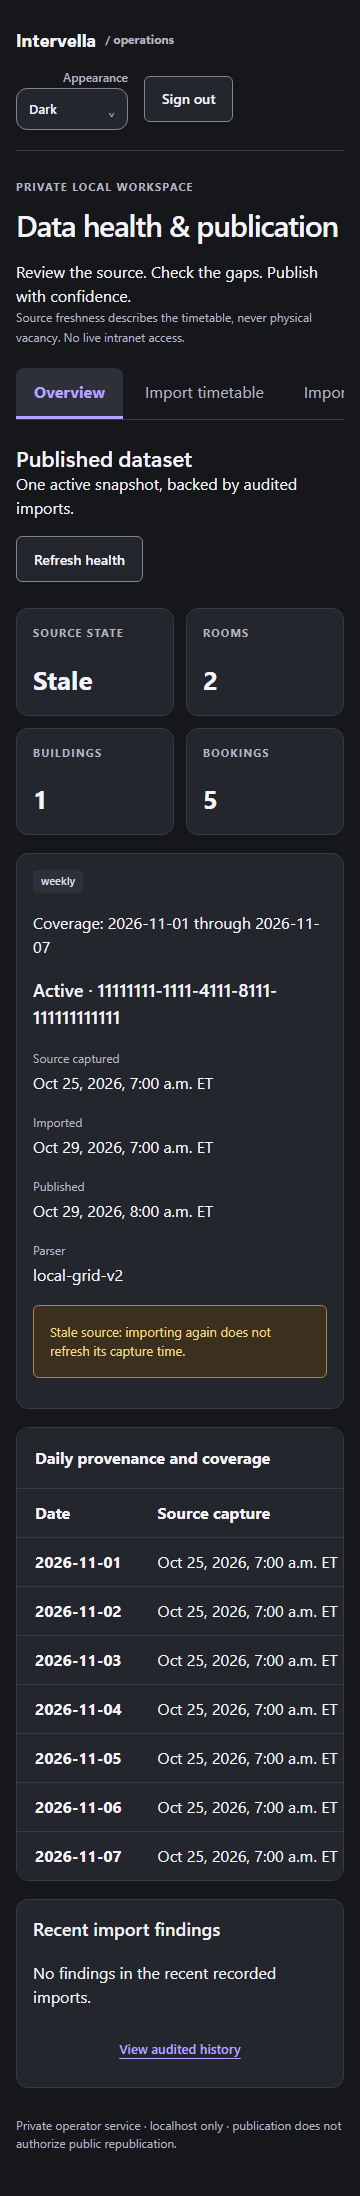 Intervella / operations
Appearance
Dark
Sign out
PRIVATE LOCAL WORKSPACE
Data health & publication
Review the source. Check the gaps. Publish
with confidence.
Source freshness describes the timetable, never physical
vacancy. No live intranet access.
Overview Import timetable Impor
Published dataset
One active snapshot, backed by audited
imports.
Refresh health
SOURCE STATE
Stale
ROOMS
2
BUILDINGS
1
BOOKINGS
5
weekly
Coverage: 2026-11-01 through 2026-11-
07
Active · 11111111-1111-4111-8111-
111111111111
Source captured
Oct 25, 2026, 7:00 a.m. ET
Imported
Oct 29, 2026, 7:00 a.m. ET
Published
Oct 29, 2026, 8:00 a.m. ET
Parser
local-grid-v2
Stale source: importing again does not
refresh its capture time.
Daily provenance and coverage
Date Source capture
2026-11-01 Oct 25, 2026, 7:00 a.m. ET
2026-11-02 Oct 25, 2026, 7:00 a.m. ET
2026-11-03 Oct 25, 2026, 7:00 a.m. ET
2026-11-04 Oct 25, 2026, 7:00 a.m. ET
2026-11-05 Oct 25, 2026, 7:00 a.m. ET
2026-11-06 Oct 25, 2026, 7:00 a.m. ET
2026-11-07 Oct 25, 2026, 7:00 a.m. ET
Recent import findings
No findings in the recent recorded
imports.
View audited history
Private operator service · localhost only · publication does not
authorize public republication.